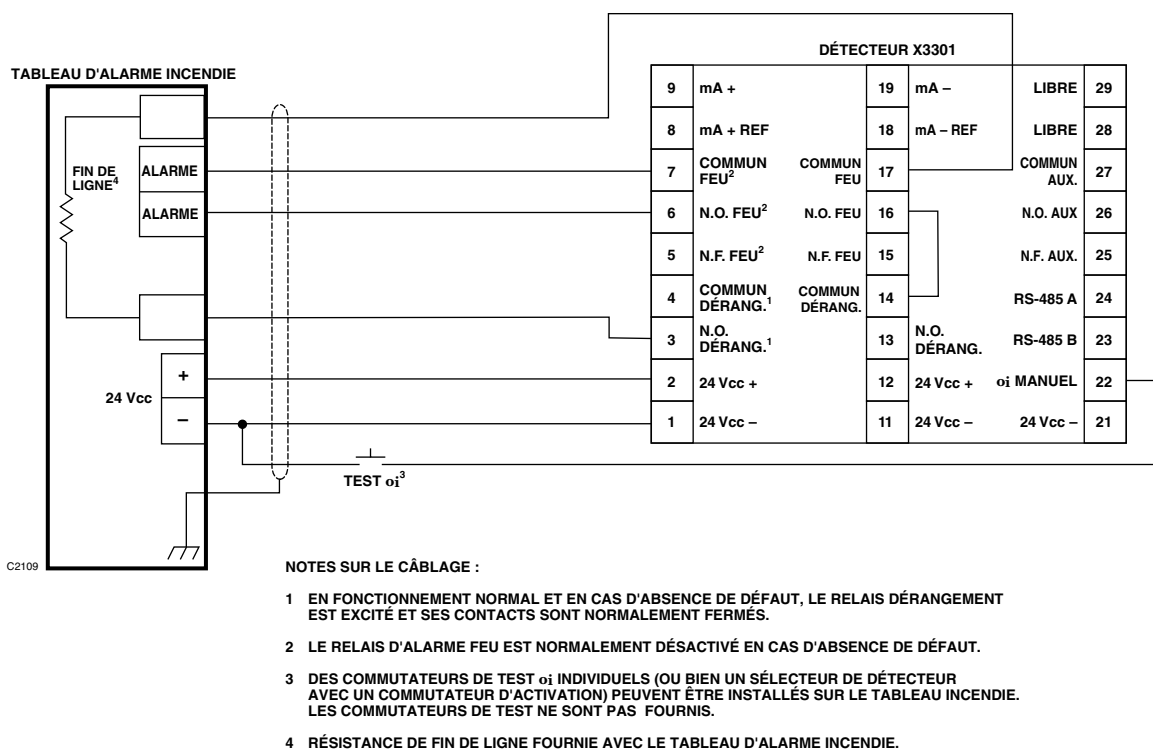 DÉTECTEUR X3301
TABLEAU D'ALARME INCENDIE
9 mA + 19 mA – LIBRE 29
8 mA + REF 18 mA – REF LIBRE 28
FIN DE
LIGNE4
ALARME
7 COMMUN
FEU2
COMMUN
FEU 17
COMMUN
AUX. 27
ALARME
6 N.O. FEU2 N.O. FEU 16 N.O. AUX 26
5 N.F. FEU2 N.F. FEU 15 N.F. AUX. 25
4 COMMUN
DÉRANG.1
COMMUN
DÉRANG. 14
RS-485 A 24
3 N.O.
DÉRANG.1
13 N.O.
DÉRANG.
RS-485 B 23
24 Vcc
+
2 24 Vcc + 12 24 Vcc + oi MANUEL 22
–
1 24 Vcc – 11 24 Vcc – 24 Vcc – 21
TEST oi3
C2109
NOTES SUR LE CÂBLAGE :
1 EN FONCTIONNEMENT NORMAL ET EN CAS D'ABSENCE DE DÉFAUT, LE RELAIS DÉRANGEMENT
EST EXCITÉ ET SES CONTACTS SONT NORMALEMENT FERMÉS.
2 LE RELAIS D'ALARME FEU EST NORMALEMENT DÉSACTIVÉ EN CAS D'ABSENCE DE DÉFAUT.
3 DES COMMUTATEURS DE TEST oi INDIVIDUELS (OU BIEN UN SÉLECTEUR DE DÉTECTEUR
AVEC UN COMMUTATEUR D'ACTIVATION) PEUVENT ÊTRE INSTALLÉS SUR LE TABLEAU INCENDIE.
LES COMMUTATEURS DE TEST NE SONT PAS FOURNIS.
4 RÉSISTANCE DE FIN DE LIGNE FOURNIE AVEC LE TABLEAU D'ALARME INCENDIE.